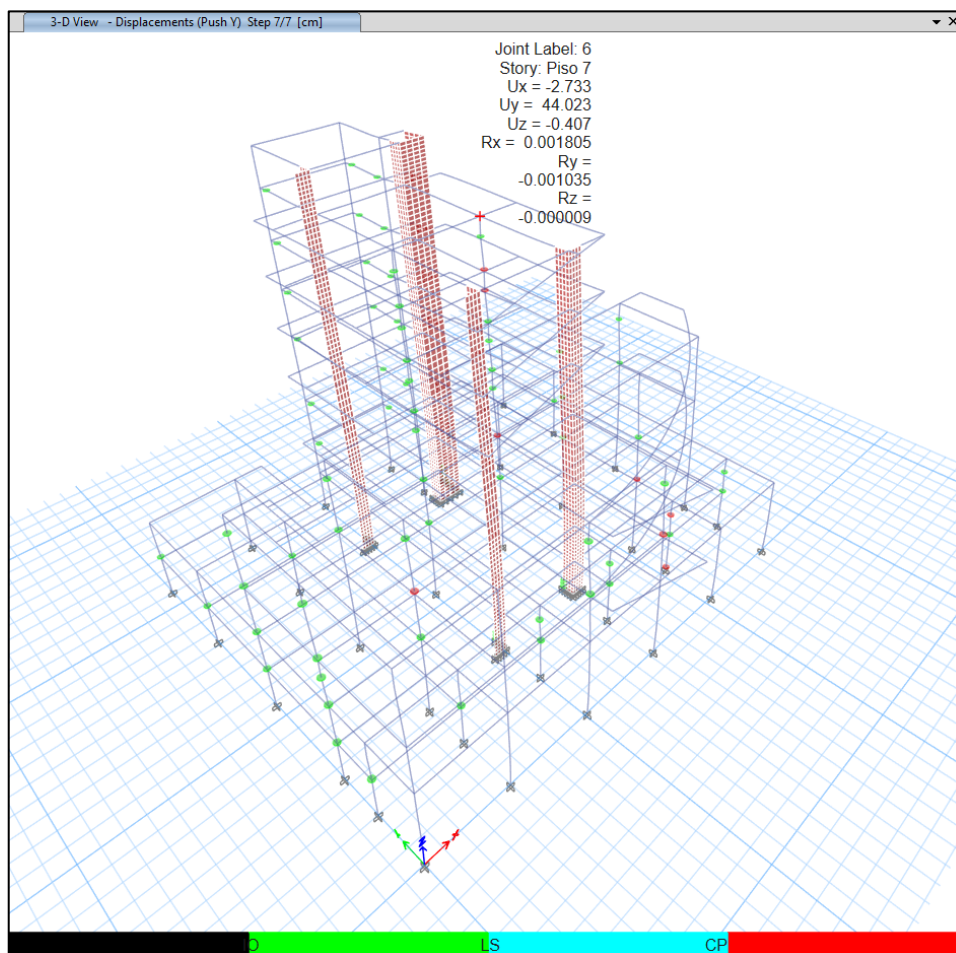 3-D View - Displacements (Push Y) Step 7/7 [cm]
Joint Label: 6
Story: Piso 7
Ux = -2.733
Uy = 44.023
Uz = -0.407
Rx = 0.001805
Ry =
-0.001035
Rz =
-0.000009
IO LS CP